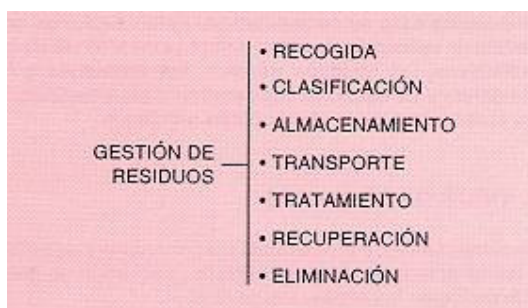 GESTIÓN DE
RESIDUOS
• RECOGIDA
• CLASIFICACIÓN
• ALMACENAMIENTO
• TRANSPORTE
• TRATAMIENTO
• RECUPERACIÓN
• ELIMINACIÓN